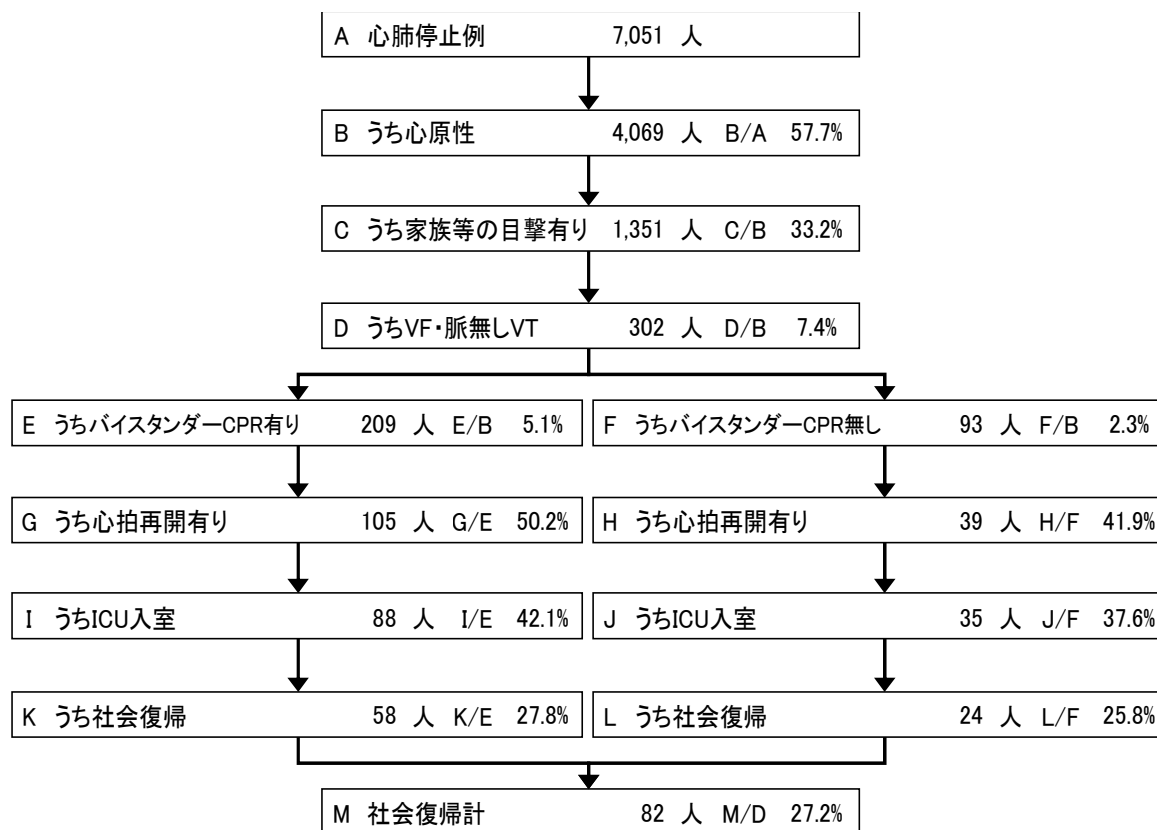 A 心肺停止例 7,051 人
B うち心原性 4,069 人 B/A 57.7%
C うち家族等の目撃有り 1,351 人 C/B 33.2%
D うちVF・脈無しVT 302 人 D/B 7.4%
E うちバイスタンダーCPR有り 209 人 E/B 5.1%
F うちバイスタンダーCPR無し 93 人 F/B 2.3%
G うち心拍再開有り 105 人 G/E 50.2%
H うち心拍再開有り 39 人 H/F 41.9%
I うちICU入室 88 人 I/E 42.1%
J うちICU入室 35 人 J/F 37.6%
K うち社会復帰 58 人 K/E 27.8%
L うち社会復帰 24 人 L/F 25.8%
M 社会復帰計 82 人 M/D 27.2%